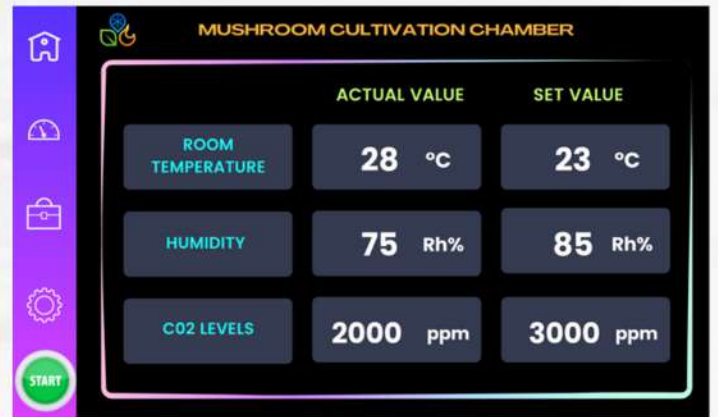 MUSHROOM CULTIVATION CHAMBER
ACTUAL VALUE SET VALUE
ROOM
TEMPERATURE
28 °C 23 °C
HUMIDITY 75 Rh% 85 Rh%
C02 LEVELS 2000 ppm 3000 ppm
START